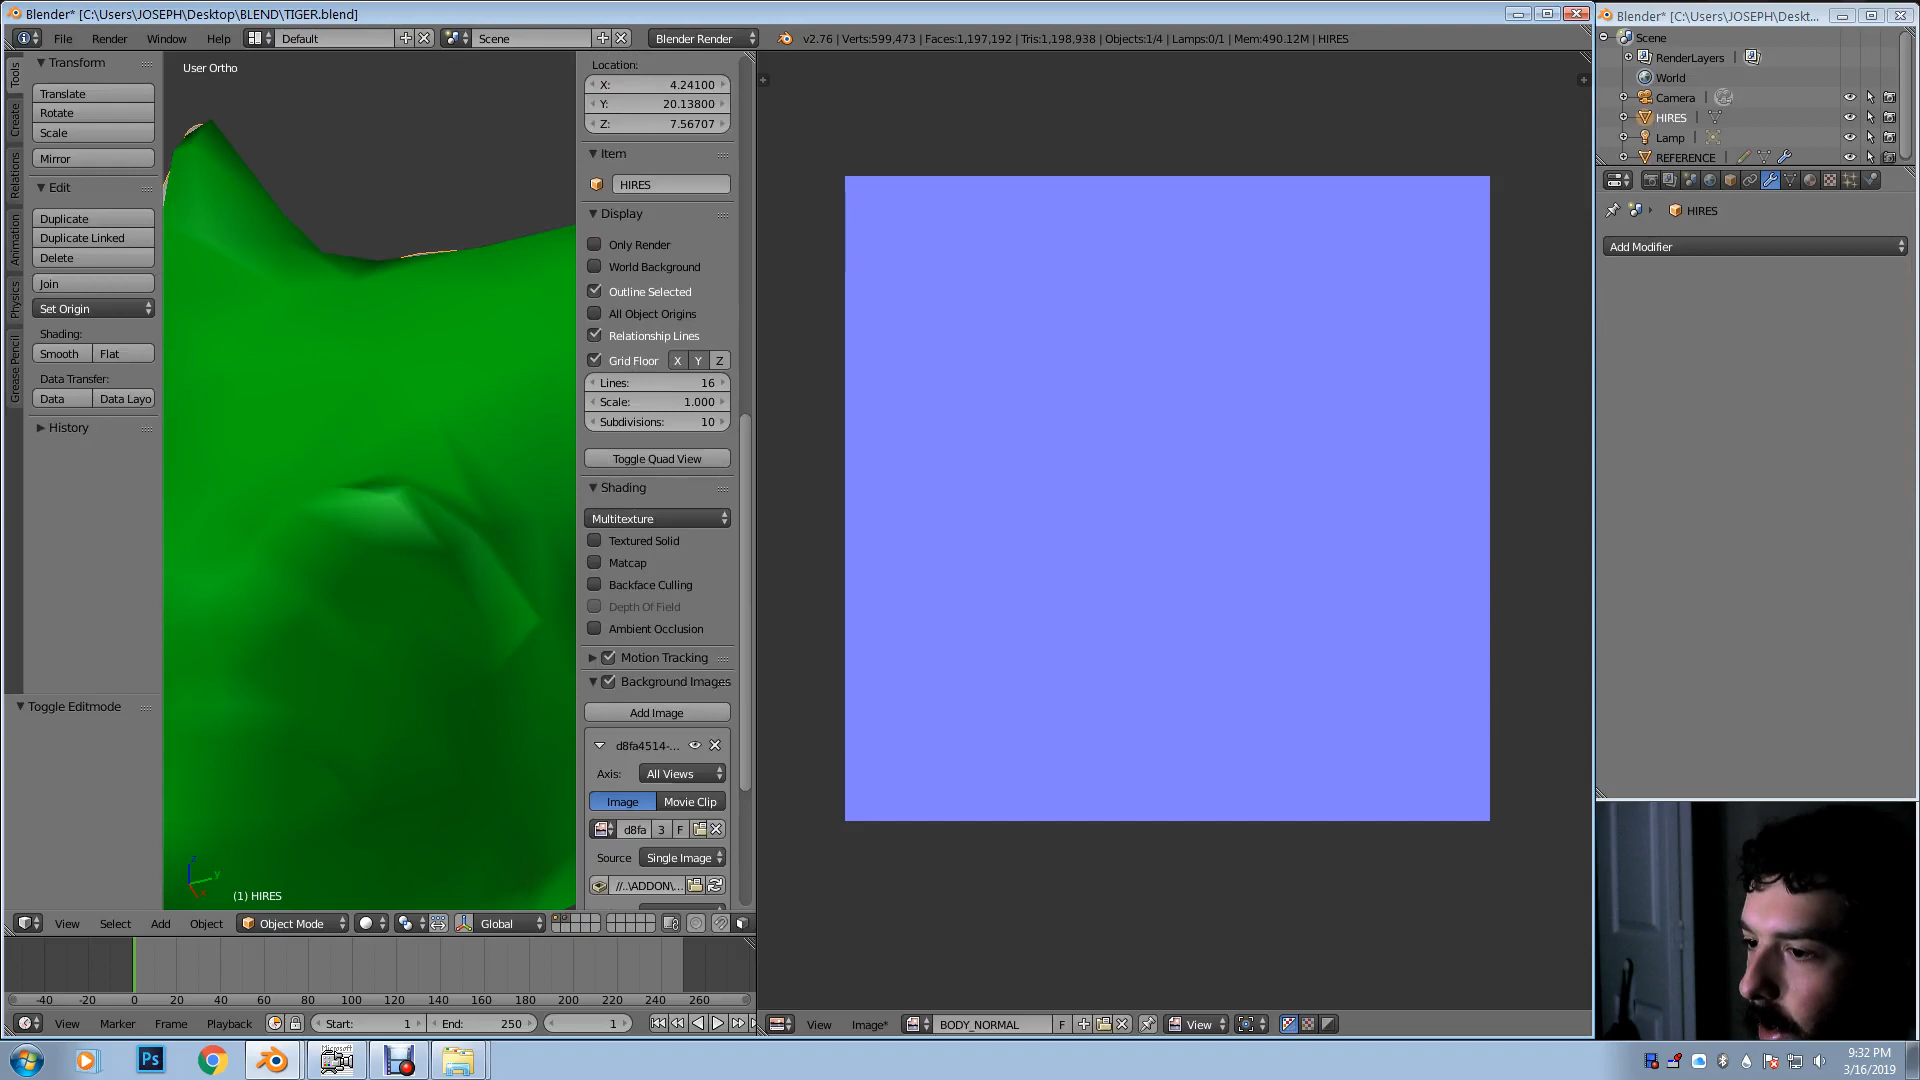 Blender* [C:\Users\JOSEPH\Desktop\BLEND\TIGER.blend]
File Render Window Help Default Scene Blender Render v2.76 | Verts:599,473 | Faces:1,197,192 | Tris:1,198,938 | Objects:1/4 | Lamps:0/1 | Mem:490.12M | HIRES
Tools
Create
Relations
Animation
Physics
Grease Pencil
Transform
Translate
Rotate
Scale
Mirror
Edit
Duplicate
Duplicate Linked
Delete
Join
Set Origin
Shading:
Smooth Flat
Data Transfer:
Data Data Layo
History
Toggle Editmode
User Ortho
z
y
x
(1) HIRES
Location:
X: 4.24100
Y: 20.13800
Z: 7.56707
Item
HIRES
Display
Only Render
World Background
Outline Selected
All Object Origins
Relationship Lines
Grid Floor X Y Z
Lines: 16
Scale: 1.000
Subdivisions: 10
Toggle Quad View
Shading
Multitexture
Textured Solid
Matcap
Backface Culling
Depth Of Field
Ambient Occlusion
Motion Tracking
Background Images
Add Image
d8fa4514-...
Axis: All Views
Image Movie Clip
d8fa 3 F
Source Single Image
//..\ADDON\...
View Select Add Object Object Mode Global
-40 -20 0 20 40 60 80 100 120 140 160 180 200 220 240 260
View Marker Frame Playback Start: 1 End: 250 1
View Image* BODY_NORMAL F View
Blender* [C:\Users\JOSEPH\Deskt...
Scene
RenderLayers
World
Camera
HIRES
Lamp
REFERENCE
HIRES
Add Modifier
Ps
Microsoft
9:32 PM
3/16/2019